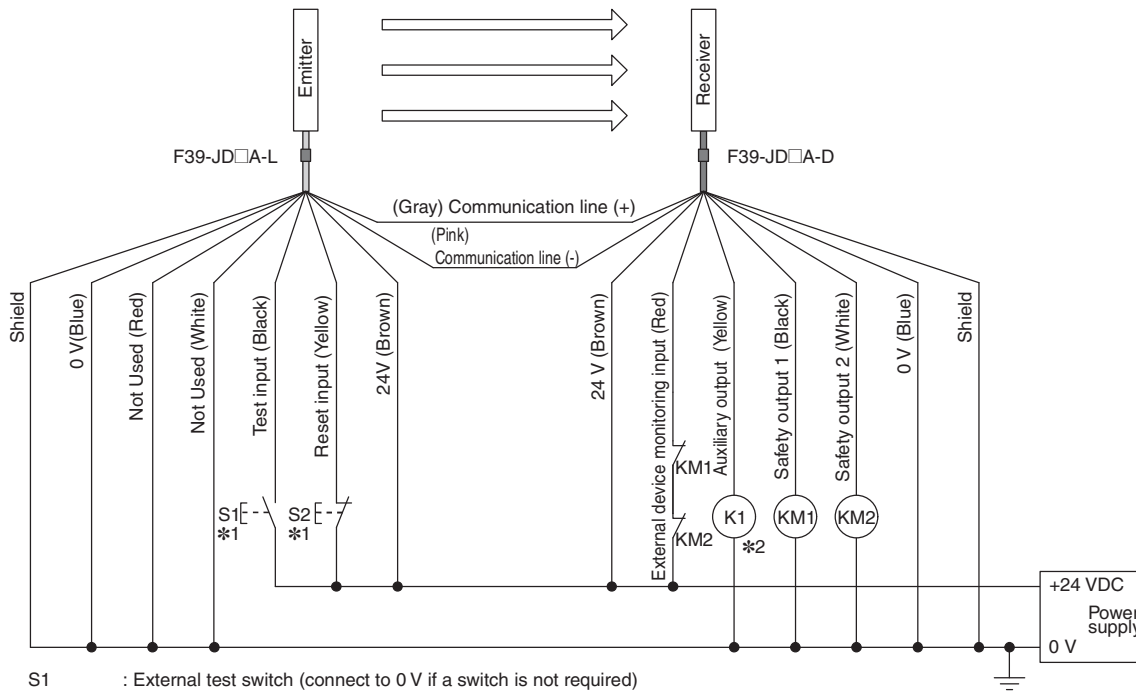 Emitter
Receiver
F39-JD□A-L
F39-JD□A-D
(Gray) Communication line (+)
(Pink)
Communication line (-)
Shield
0 V(Blue)
Not Used (Red)
Not Used (White)
Test input (Black)
Reset input (Yellow)
24V (Brown)
24 V (Brown)
External device monitoring input (Red)
Auxiliary output (Yellow)
Safety output 1 (Black)
Safety output 2 (White)
0 V (Blue)
Shield
KM1
S1
*1
S2
*1
KM2
K1
*2
KM1
KM2
+24 VDC
Power
supply
0 V
S1 : External test switch (connect to 0 V if a switch is not required)